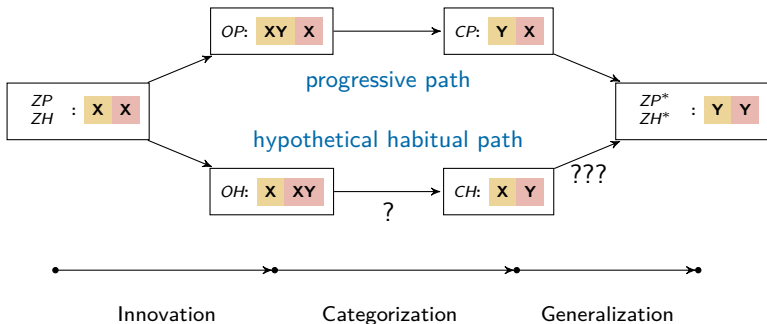 OP: XY X
CP: Y X
progressive path
ZP
ZH : X X
ZP*
ZH* : Y Y
hypothetical habitual path
OH: X XY
?
CH: X Y
???
Innovation Categorization Generalization